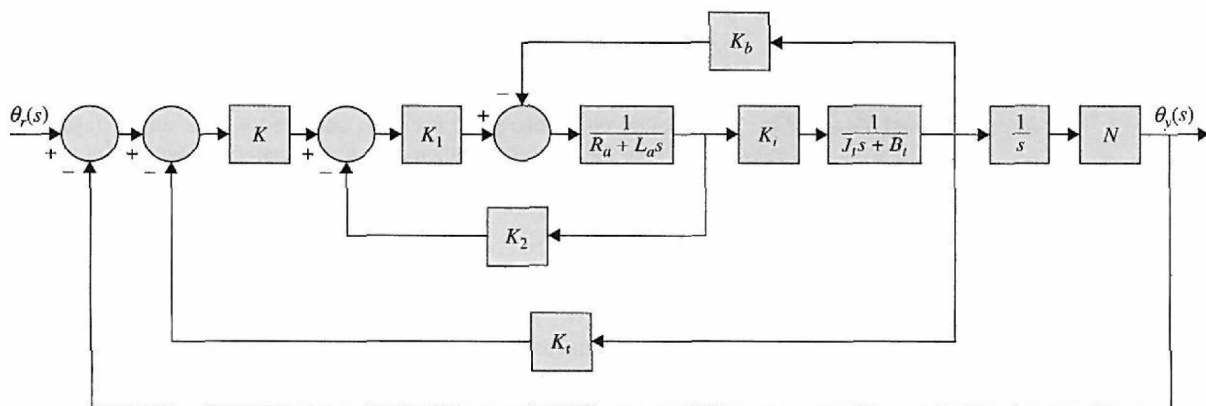 K_b
−
θ_r(s)
+
−
+
−
K
+
−
K_1
+
1
R_a + L_a s
K_i
1
J_t s + B_t
1
s
N
θ_y(s)
K_2
K_t